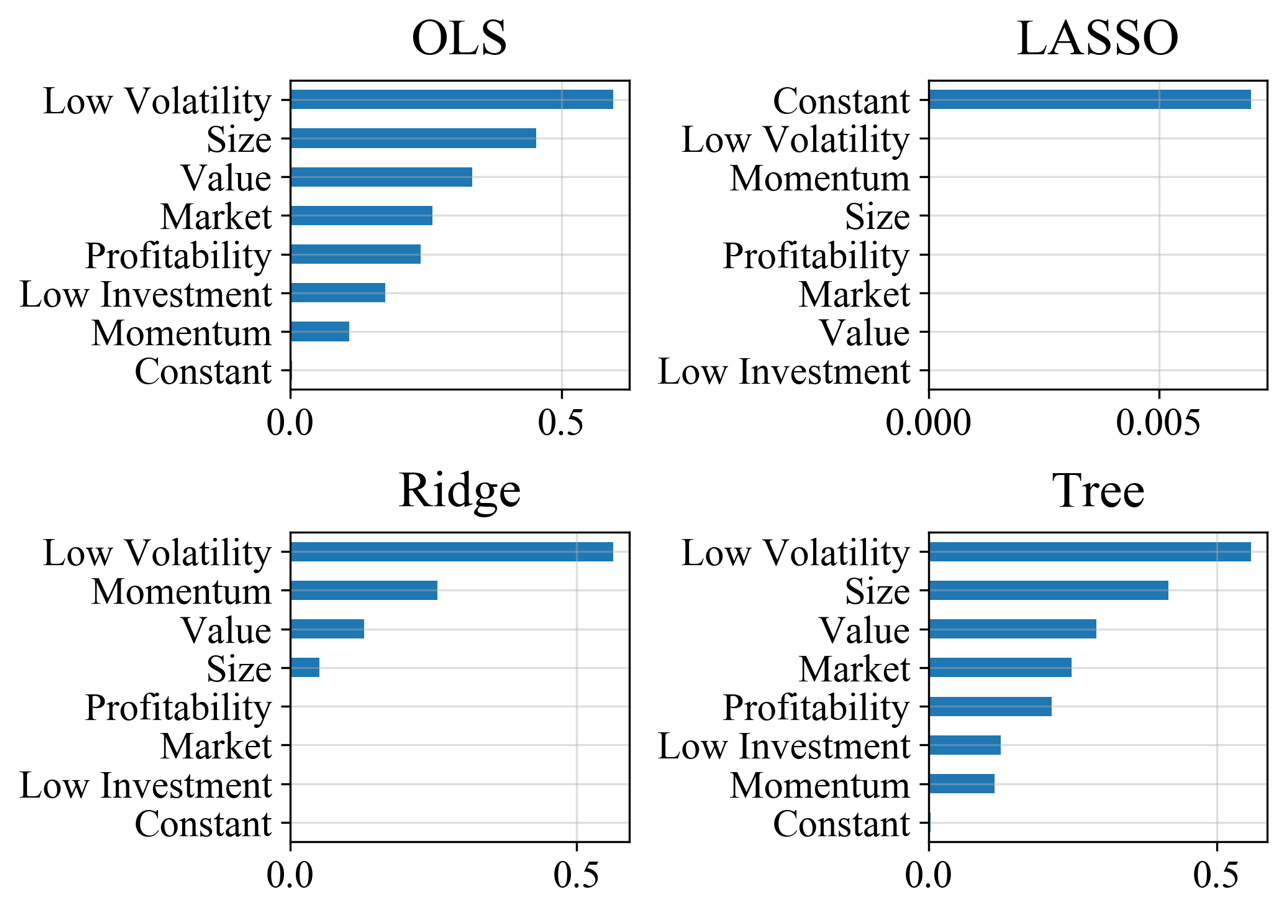 OLS
Low Volatility
Size
Value
Market
Profitability
Low Investment
Momentum
Constant
0.0 0.5
LASSO
Constant
Low Volatility
Momentum
Size
Profitability
Market
Value
Low Investment
0.000 0.005
Ridge
Low Volatility
Momentum
Value
Size
Profitability
Market
Low Investment
Constant
0.0 0.5
Tree
Low Volatility
Size
Value
Market
Profitability
Low Investment
Momentum
Constant
0.0 0.5